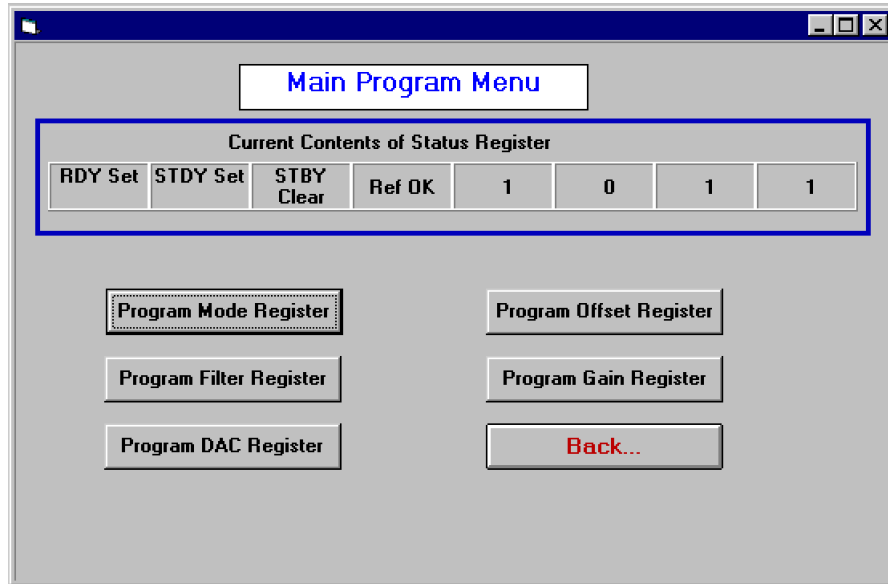 Main Program Menu
Current Contents of Status Register
RDY Set STDY Set STBY Clear Ref OK 1 0 1 1
Program Mode Register
Program Offset Register
Program Filter Register
Program Gain Register
Program DAC Register
Back...